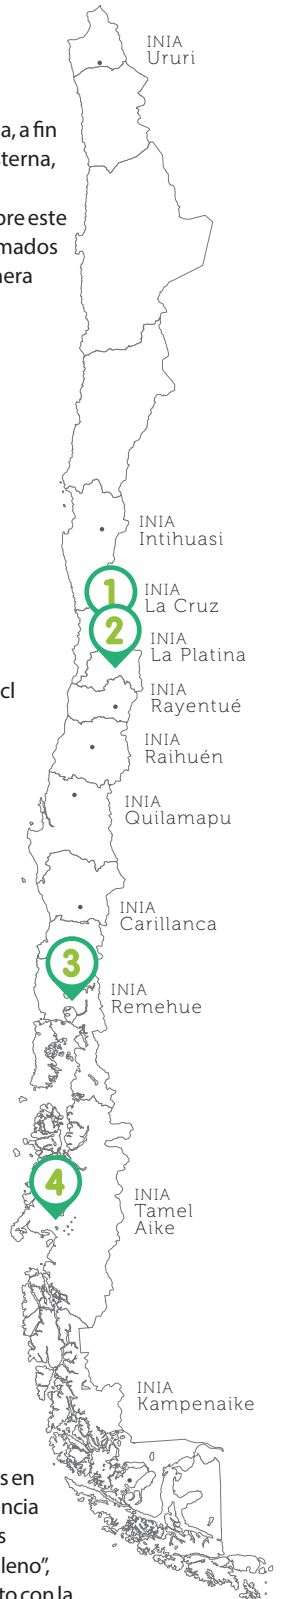 INIA
Ururi
a, a fin
terna,
bre este
mados
nera
INIA
Intihuasi
1
INIA
La Cruz
2
INIA
La Platina
cl
INIA
Rayentué
INIA
Raihuén
INIA
Quilamapu
INIA
Carillanca
3
INIA
Remehue
4
INIA
Tamel
Aike
INIA
Kampenaike
s en
encia
s
leno”,
to con la